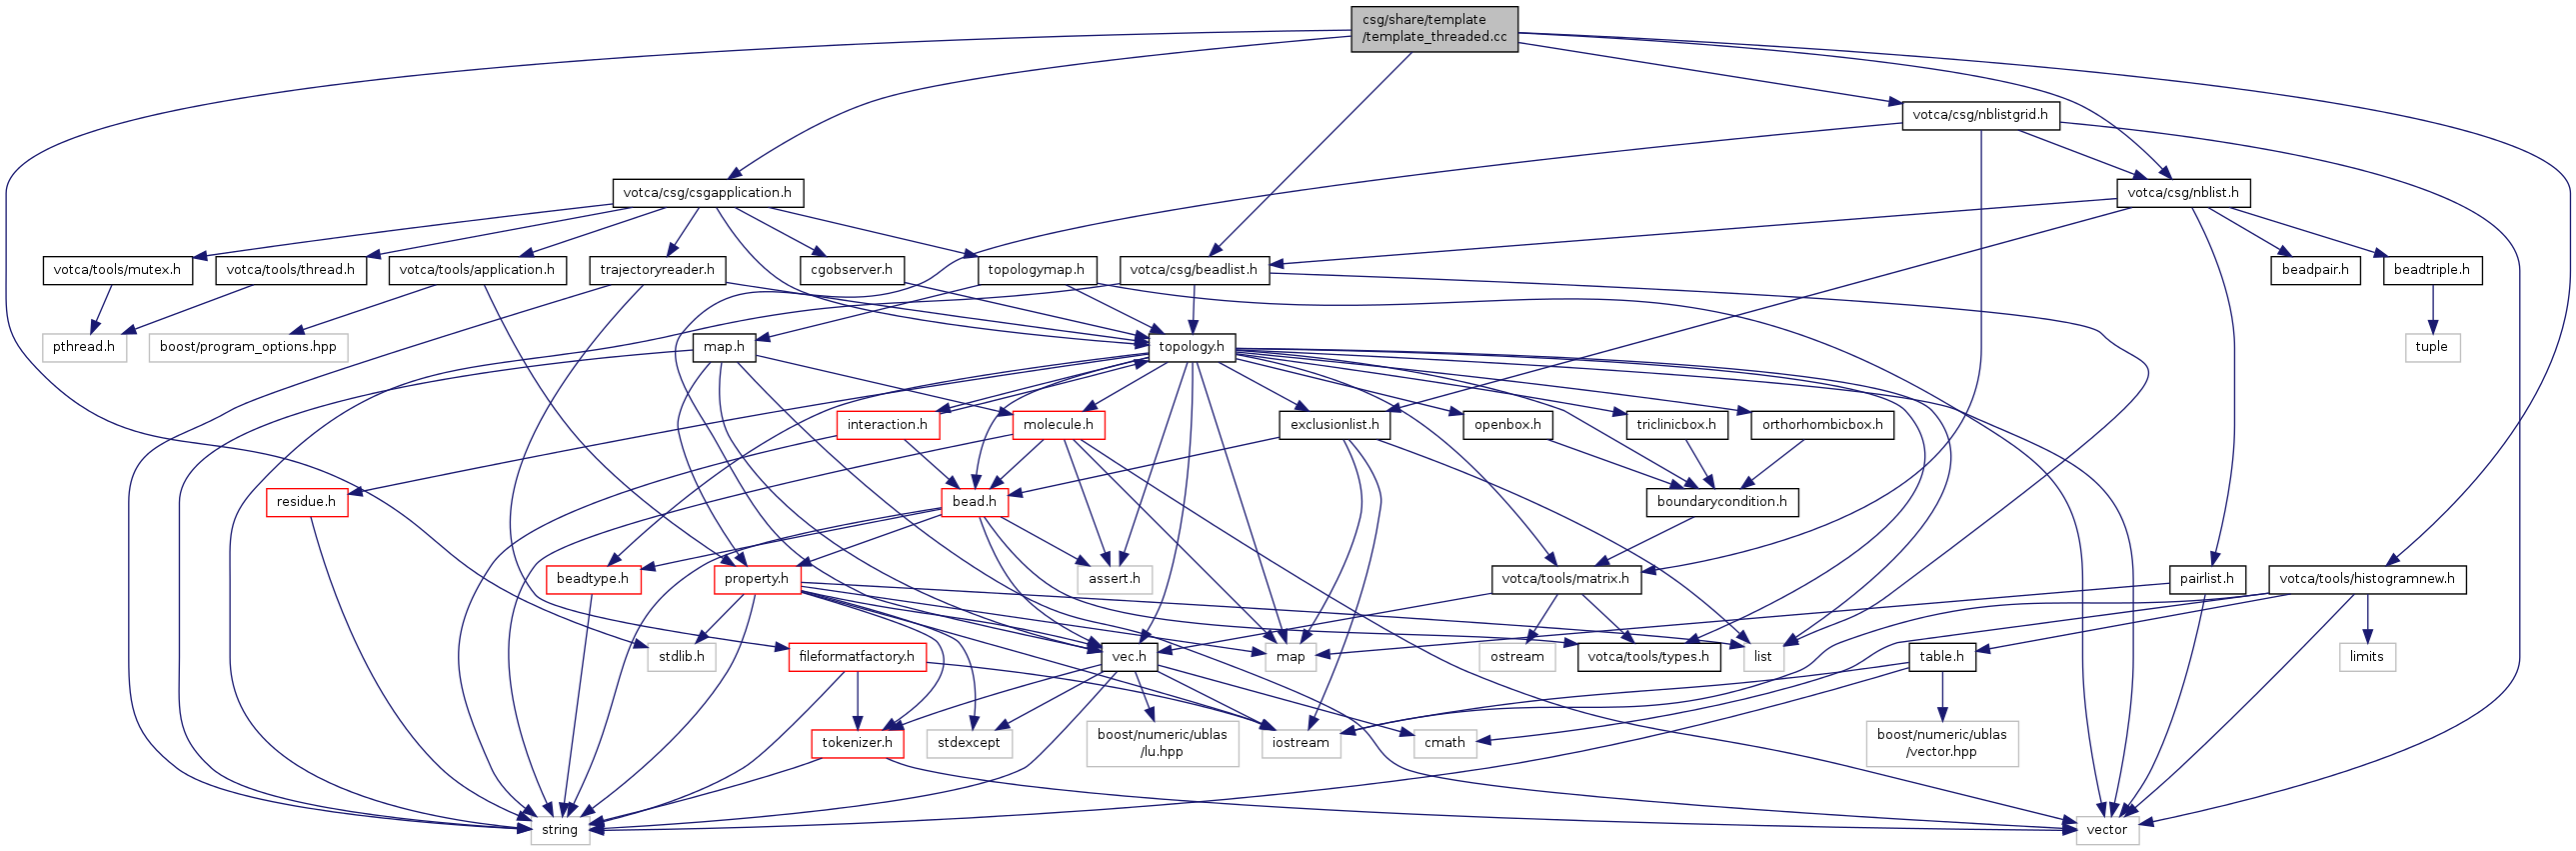 csg/share/template
/template_threaded.cc
votca/csg/nblistgrid.h
votca/csg/csgapplication.h
votca/csg/nblist.h
votca/tools/mutex.h
votca/tools/thread.h
votca/tools/application.h
trajectoryreader.h
cgobserver.h
topologymap.h
votca/csg/beadlist.h
beadpair.h
beadtriple.h
pthread.h
boost/program_options.hpp
map.h
topology.h
tuple
interaction.h
molecule.h
exclusionlist.h
openbox.h
triclinicbox.h
orthorhombicbox.h
residue.h
bead.h
boundarycondition.h
beadtype.h
property.h
assert.h
votca/tools/matrix.h
pairlist.h
votca/tools/histogramnew.h
stdlib.h
fileformatfactory.h
vec.h
map
ostream
votca/tools/types.h
list
table.h
limits
tokenizer.h
stdexcept
boost/numeric/ublas
/lu.hpp
iostream
cmath
boost/numeric/ublas
/vector.hpp
string
vector